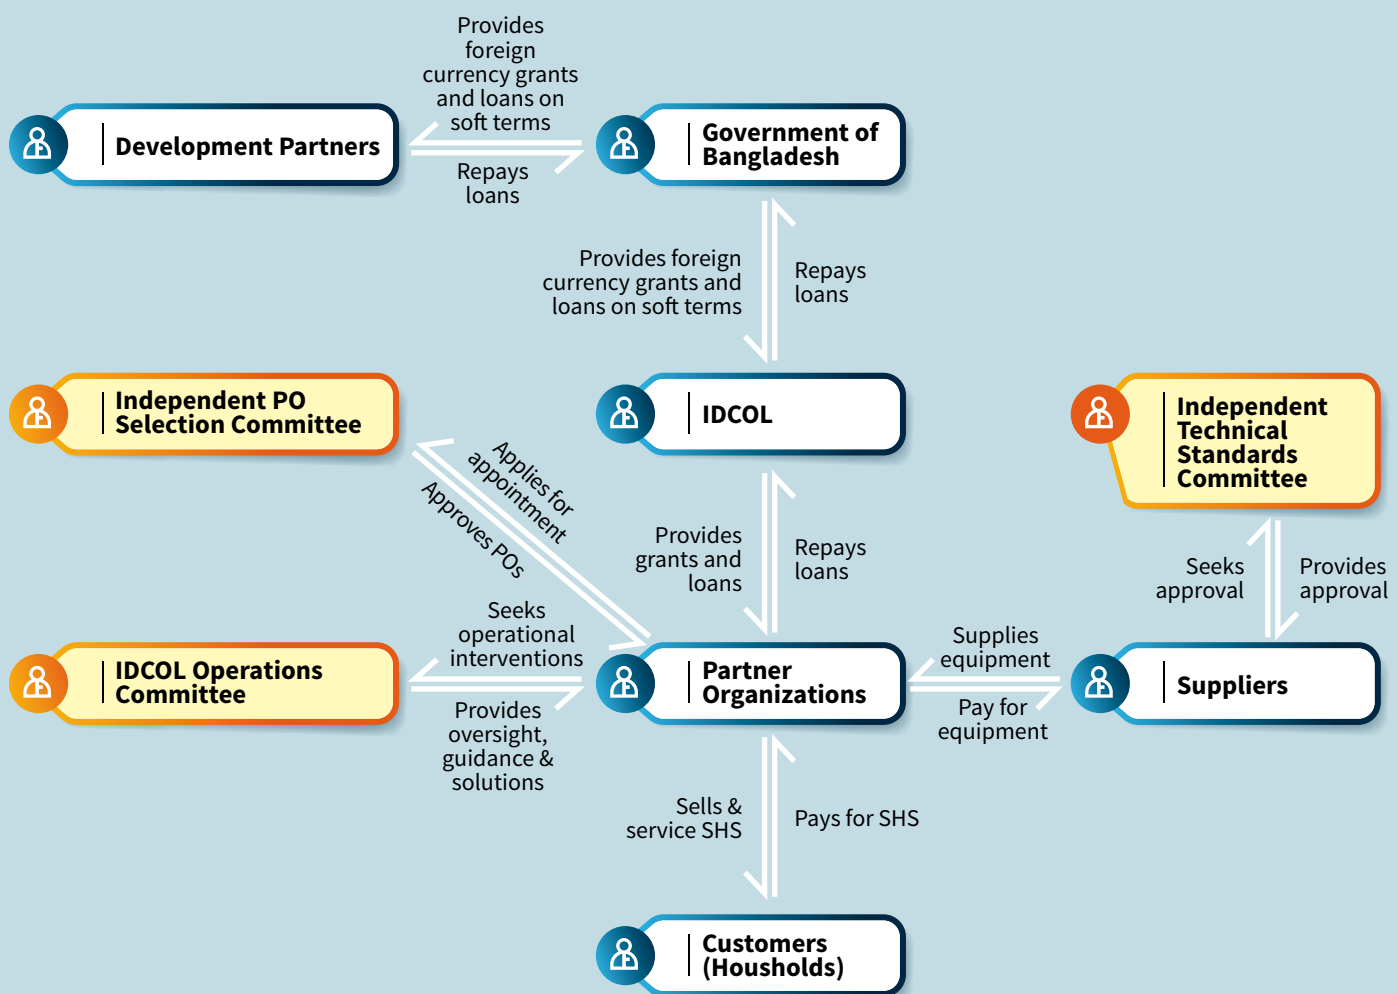 Provides
foreign
currency grants
and loans on
soft terms
Development Partners
Government of
Bangladesh
Repays
loans
Provides foreign
currency grants and
loans on soft terms
Repays
loans
Independent PO
Selection Committee
IDCOL
Independent
Technical
Standards
Committee
Applies for
appointment
Approves POs
Provides
grants and
loans
Repays
loans
Seeks
approval
Provides
approval
Seeks
operational
interventions
Supplies
equipment
IDCOL Operations
Committee
Partner
Organizations
Suppliers
Provides
oversight,
guidance &
solutions
Pay for
equipment
Sells &
service SHS
Pays for SHS
Customers
(Housholds)